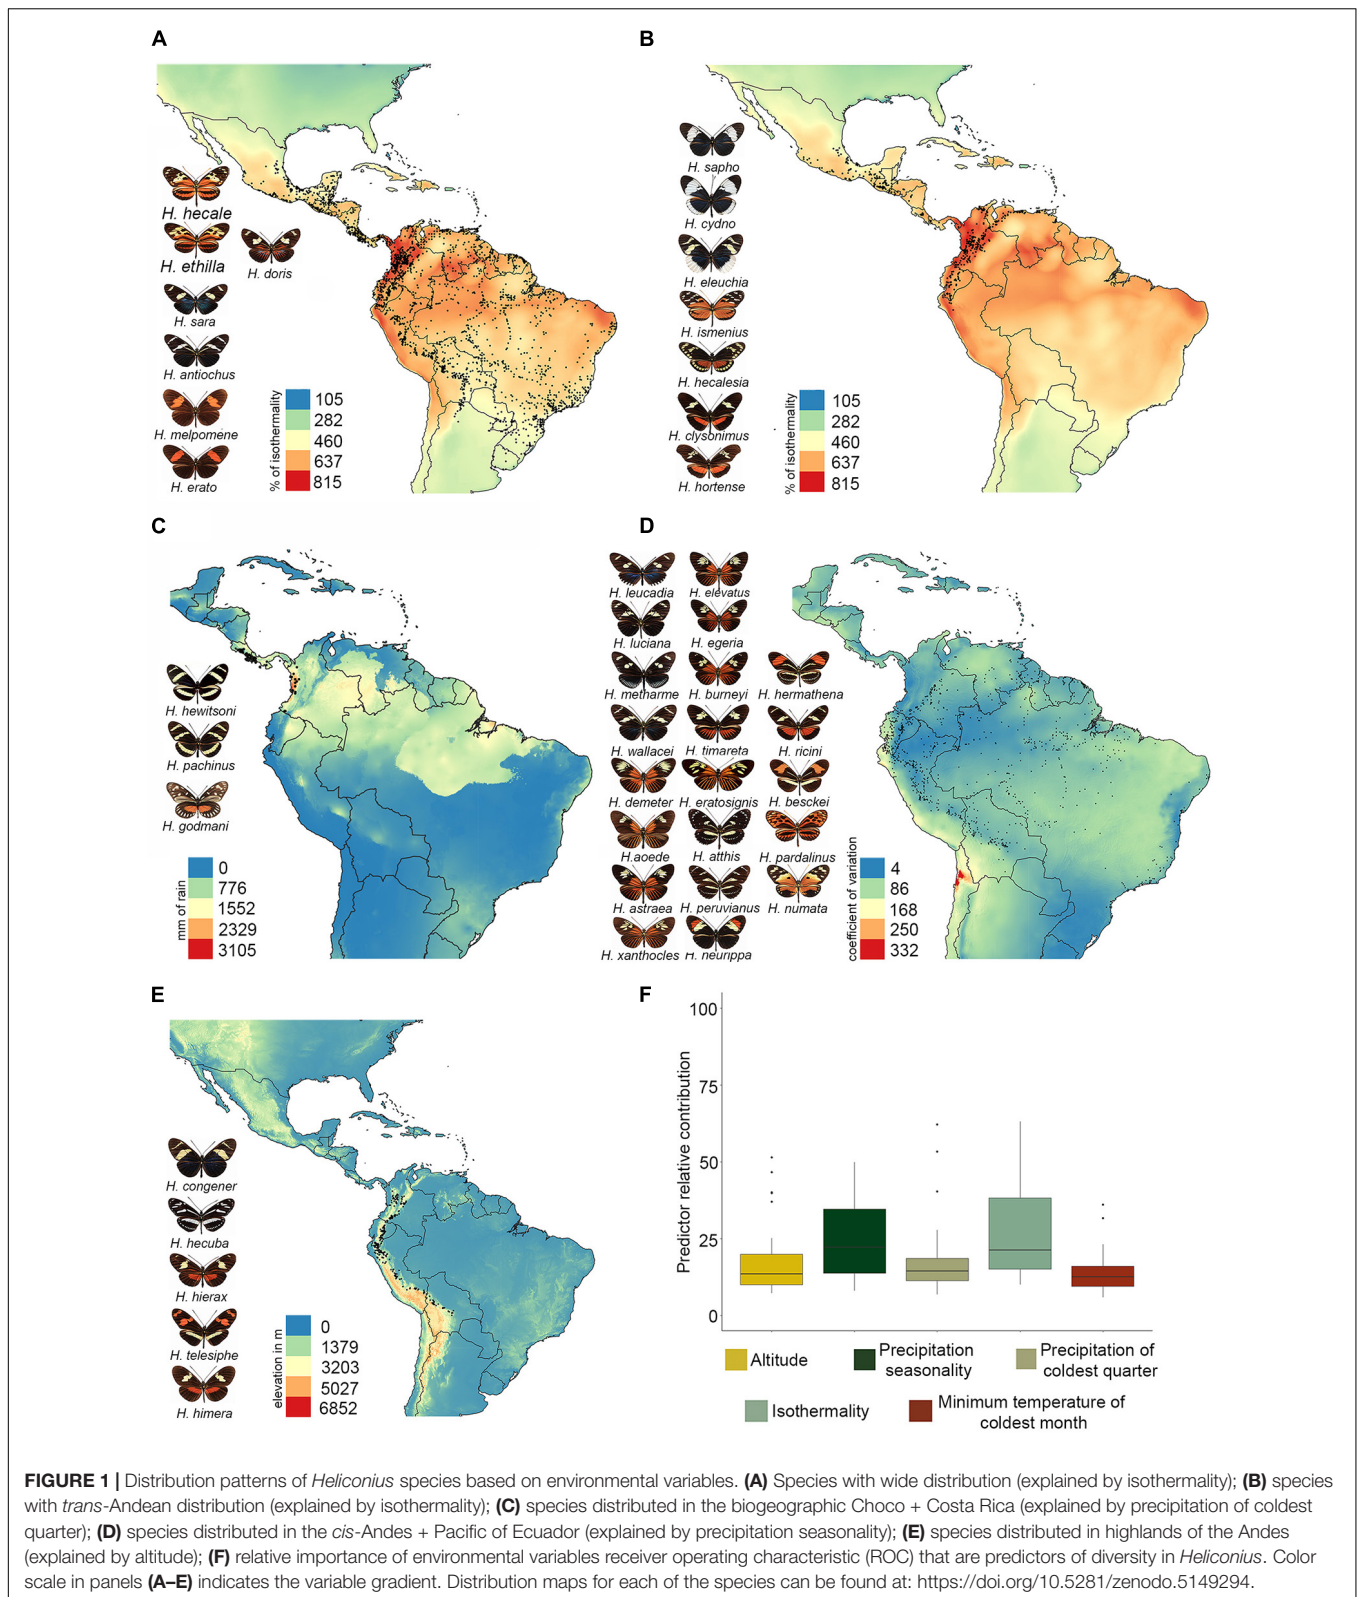 A
H. hecale
H. ethilla
H. doris
H. sara
H. antiochus
H. melpomene
H. erato
% of isothermality
105
282
460
637
815
B
H. sapho
H. cydno
H. eleuchia
H. ismenius
H. hecalesia
H. clysonimus
H. hortense
% of isothermality
105
282
460
637
815
C
H. hewitsoni
H. pachinus
H. godmani
mm of rain
0
776
1552
2329
3105
D
H. leucadia H. elevatus
H. luciana H. egeria
H. metharme H. burneyi H. hermathena
H. wallacei H. timareta H. ricini
H. demeter H. eratosignis H. besckei
H.aoede H. atthis H. pardalinus
H. astraea H. peruvianus H. numata
H. xanthocles H. neurippa
coefficient of variation
4
86
168
250
332
E
H. congener
H. hecuba
H. hierax
H. telesiphe
H. himera
elevation in m
0
1379
3203
5027
6852
F
Predictor relative contribution
100
75
50
25
0
Altitude
Precipitation
seasonality
Precipitation of
coldest quarter
Isothermality
Minimum temperature of
coldest month
FIGURE 1 | Distribution patterns of Heliconius species based on environmental variables. (A) Species with wide distribution (explained by isothermality); (B) species
with trans-Andean distribution (explained by isothermality); (C) species distributed in the biogeographic Choco + Costa Rica (explained by precipitation of coldest
quarter); (D) species distributed in the cis-Andes + Pacific of Ecuador (explained by precipitation seasonality); (E) species distributed in highlands of the Andes
(explained by altitude); (F) relative importance of environmental variables receiver operating characteristic (ROC) that are predictors of diversity in Heliconius. Color
scale in panels (A–E) indicates the variable gradient. Distribution maps for each of the species can be found at: https://doi.org/10.5281/zenodo.5149294.